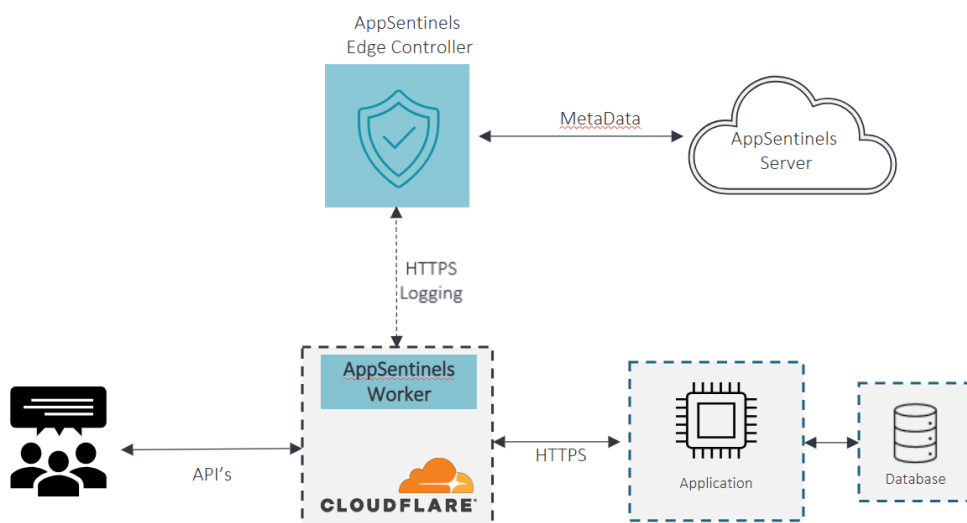 AppSentinels
Edge Controller
MetaData
AppSentinels
Server
HTTPS
Logging
AppSentinels
Worker
API's
CLOUDFLARE
HTTPS
Application
Database